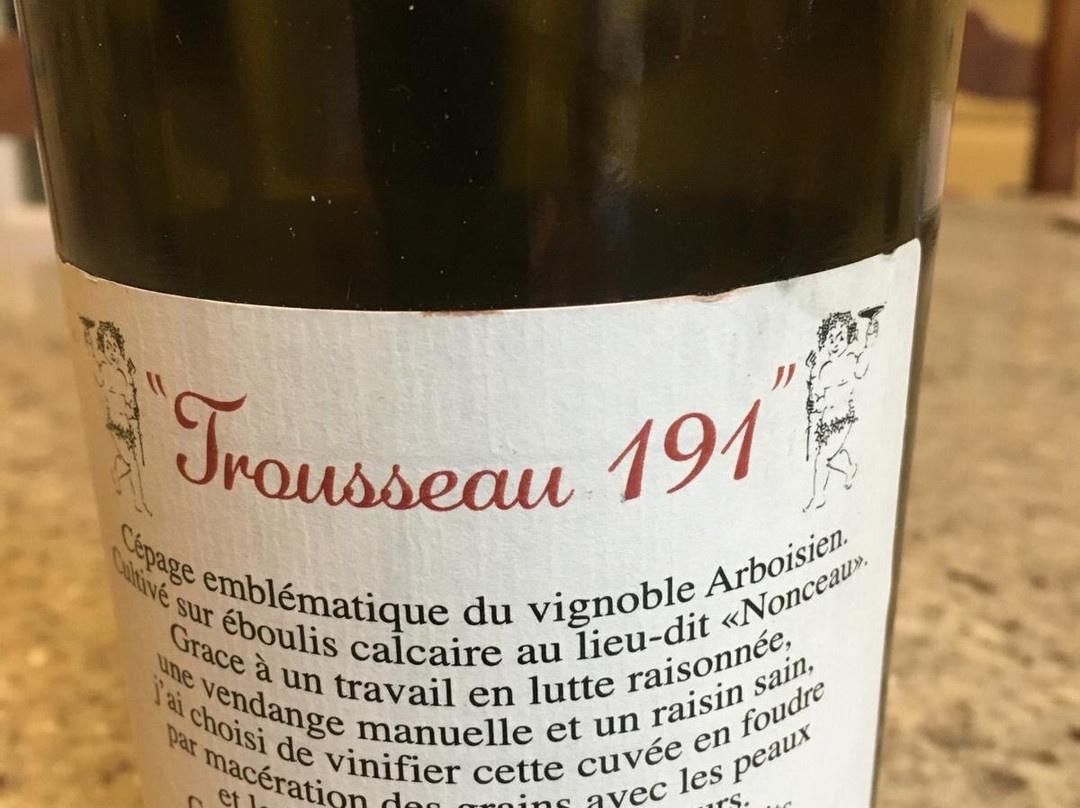 "Trousseau 191"
Cépage emblématique du vignoble Arboisien.
Cultivé sur éboulis calcaire au lieu-dit «Nonceau».
Grace à un travail en lutte raisonnée,
une vendange manuelle et un raisin sain,
j'ai choisi de vinifier cette cuvée en foudre
par macération des grains avec les peaux
et